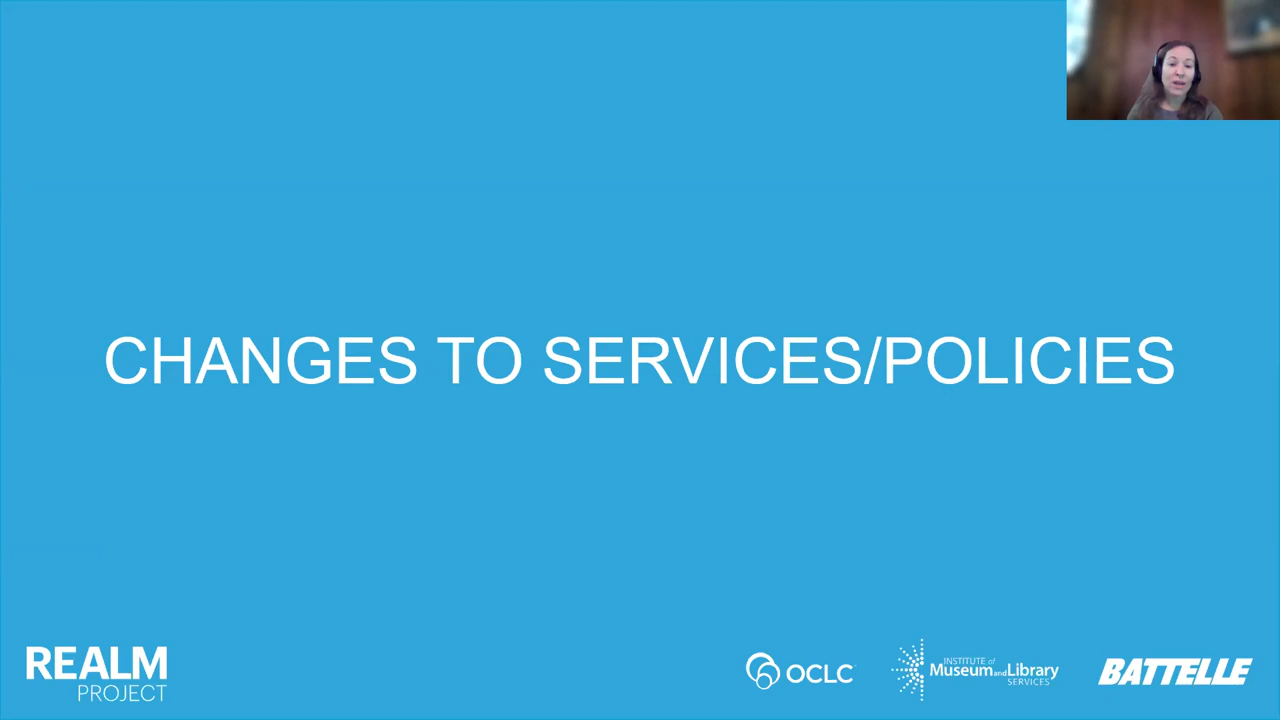 CHANGES TO SERVICES/POLICIES
REALM
PROJECT
OCLC
INSTITUTE of
Museum and Library
SERVICES
BATTELLE